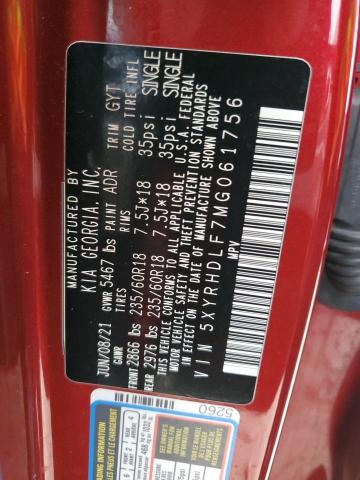 MANUFACTURED BY
KIA GEORGIA, INC.
JUN/08/21 GVWR 5467 lbs PAINT ADR TRIM GYT
GAWR TIRES RIMS COLD TIRE INFL
FRONT 2866 lbs 235/60R18 7.5J*18 35psi SINGLE
REAR 2976 lbs 235/60R18 7.5J*18 35psi SINGLE
THIS VEHICLE CONFORMS TO ALL APPLICABLE U.S.A. FEDERAL
MOTOR VEHICLE SAFETY AND THEFT PREVENTION STANDARDS
IN EFFECT ON THE DATE OF MANUFACTURE SHOWN ABOVE.
VIN 5XYRHDLF7MG061756
MPV
5260